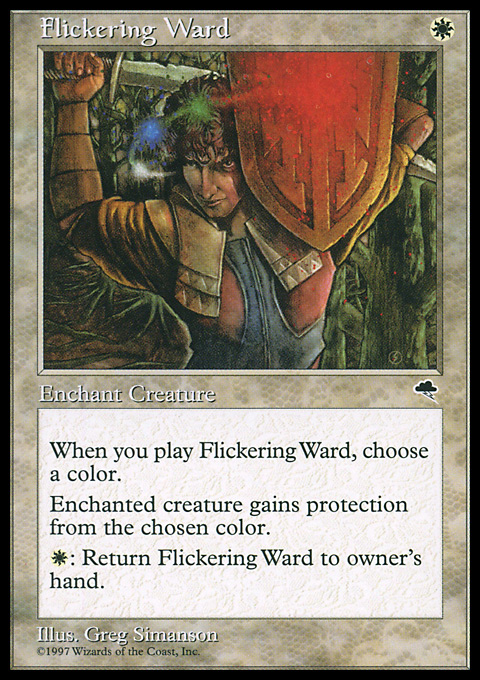 Flickering Ward
Enchant Creature
When you play Flickering Ward, choose
a color.
Enchanted creature gains protection
from the chosen color.
: Return Flickering Ward to owner's
hand.
Illus. Greg Simanson
©1997 Wizards of the Coast, Inc.